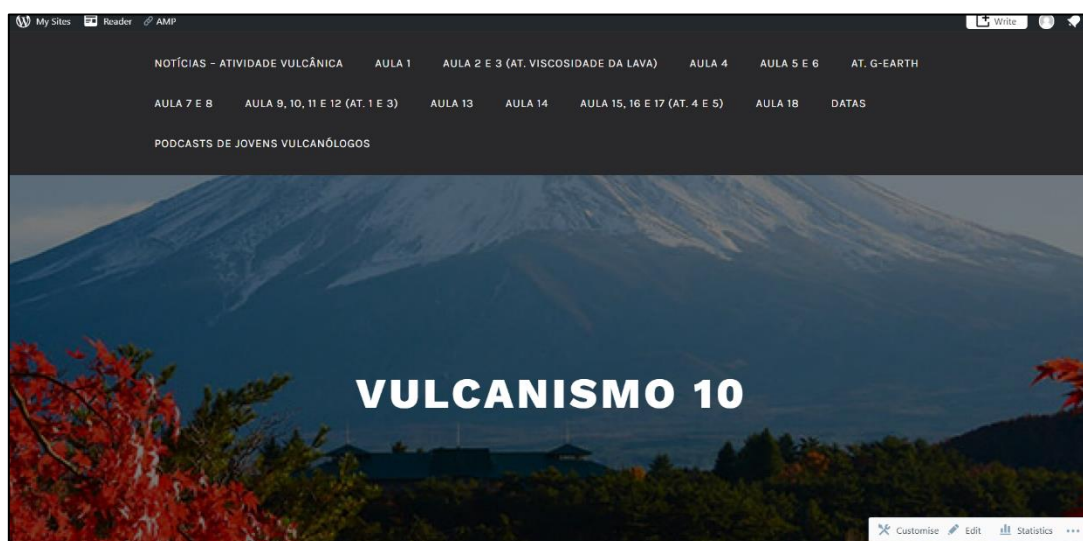 My Sites Reader AMP Write
NOTÍCIAS – ATIVIDADE VULCÂNICA AULA 1 AULA 2 E 3 (AT. VISCOSIDADE DA LAVA) AULA 4 AULA 5 E 6 AT. G-EARTH
AULA 7 E 8 AULA 9, 10, 11 E 12 (AT. 1 E 3) AULA 13 AULA 14 AULA 15, 16 E 17 (AT. 4 E 5) AULA 18 DATAS
PODCASTS DE JOVENS VULCANÓLOGOS
VULCANISMO 10
Customise Edit Statistics